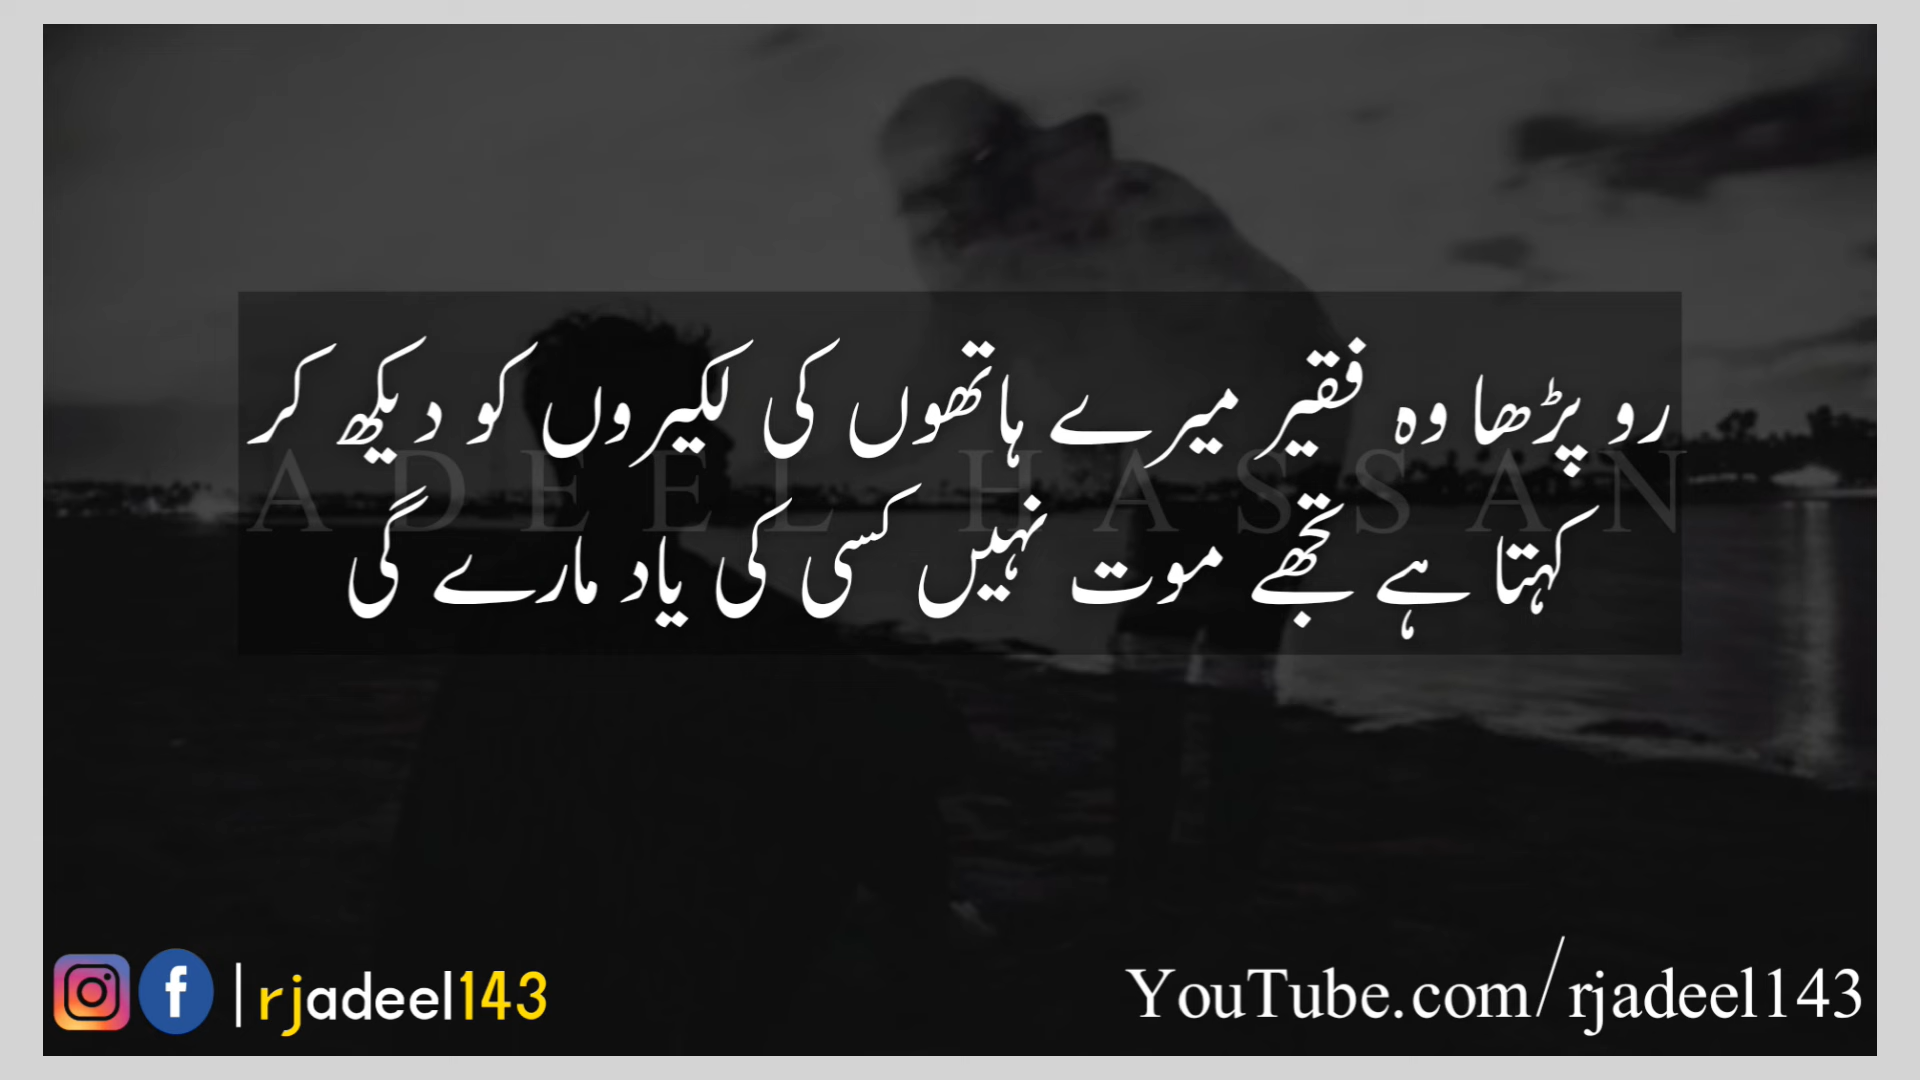 رو پڑھا وہ فقیر میرے ہاتھوں کی لکیروں کو دیکھ کر
ADEEL HASSAN
کہتا ہے تجھے موت نہیں کسی کی یاد مارے گی
rjadeel143
YouTube.com/rjadeel143